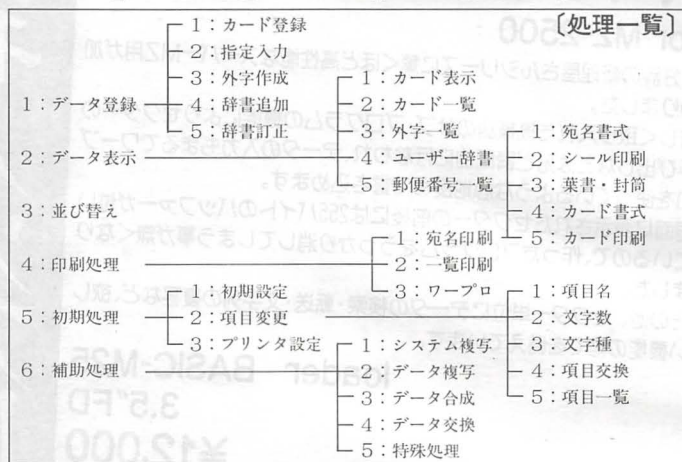 〔処理一覧〕
1：カード登録
2：指定入力
3：外字作成
4：辞書追加
5：辞書訂正
1：データ登録
1：カード表示
2：カード一覧
3：外字一覧
4：ユーザー辞書
5：郵便番号一覧
2：データ表示
1：宛名書式
2：シール印刷
3：葉書・封筒
4：カード書式
5：カード印刷
3：並び替え
1：宛名印刷
2：一覧印刷
3：ワープロ
4：印刷処理
1：初期設定
2：項目変更
3：プリンタ設定
5：初期処理
1：項目名
2：文字数
3：文字種
4：項目交換
5：項目一覧
6：補助処理
1：システム複写
2：データ複写
3：データ合成
4：データ交換
5：特殊処理